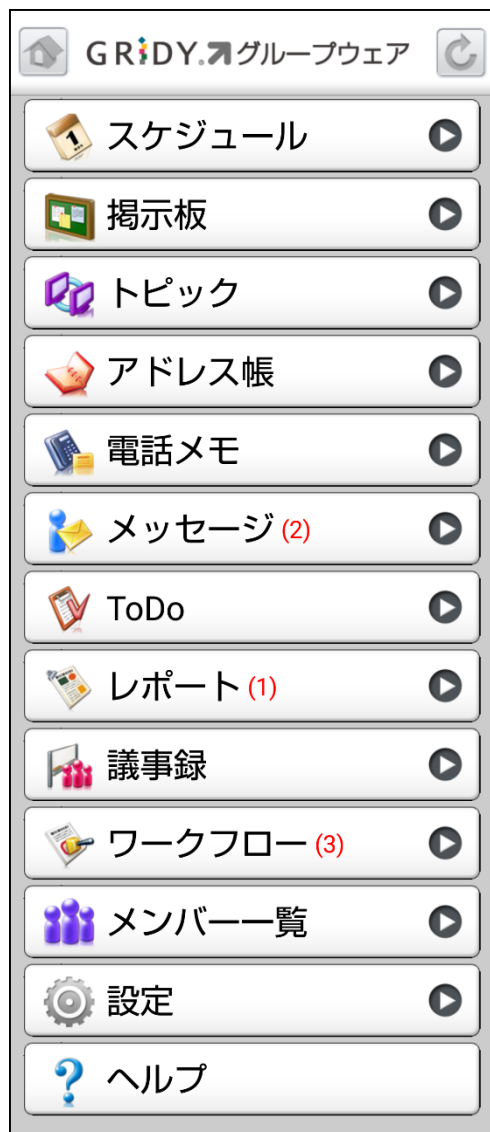 GRiDY.グループウェア
1
スケジュール
掲示板
トピック
アドレス帳
電話メモ
メッセージ (2)
ToDo
レポート (1)
議事録
ワークフロー (3)
メンバー一覧
設定
ヘルプ